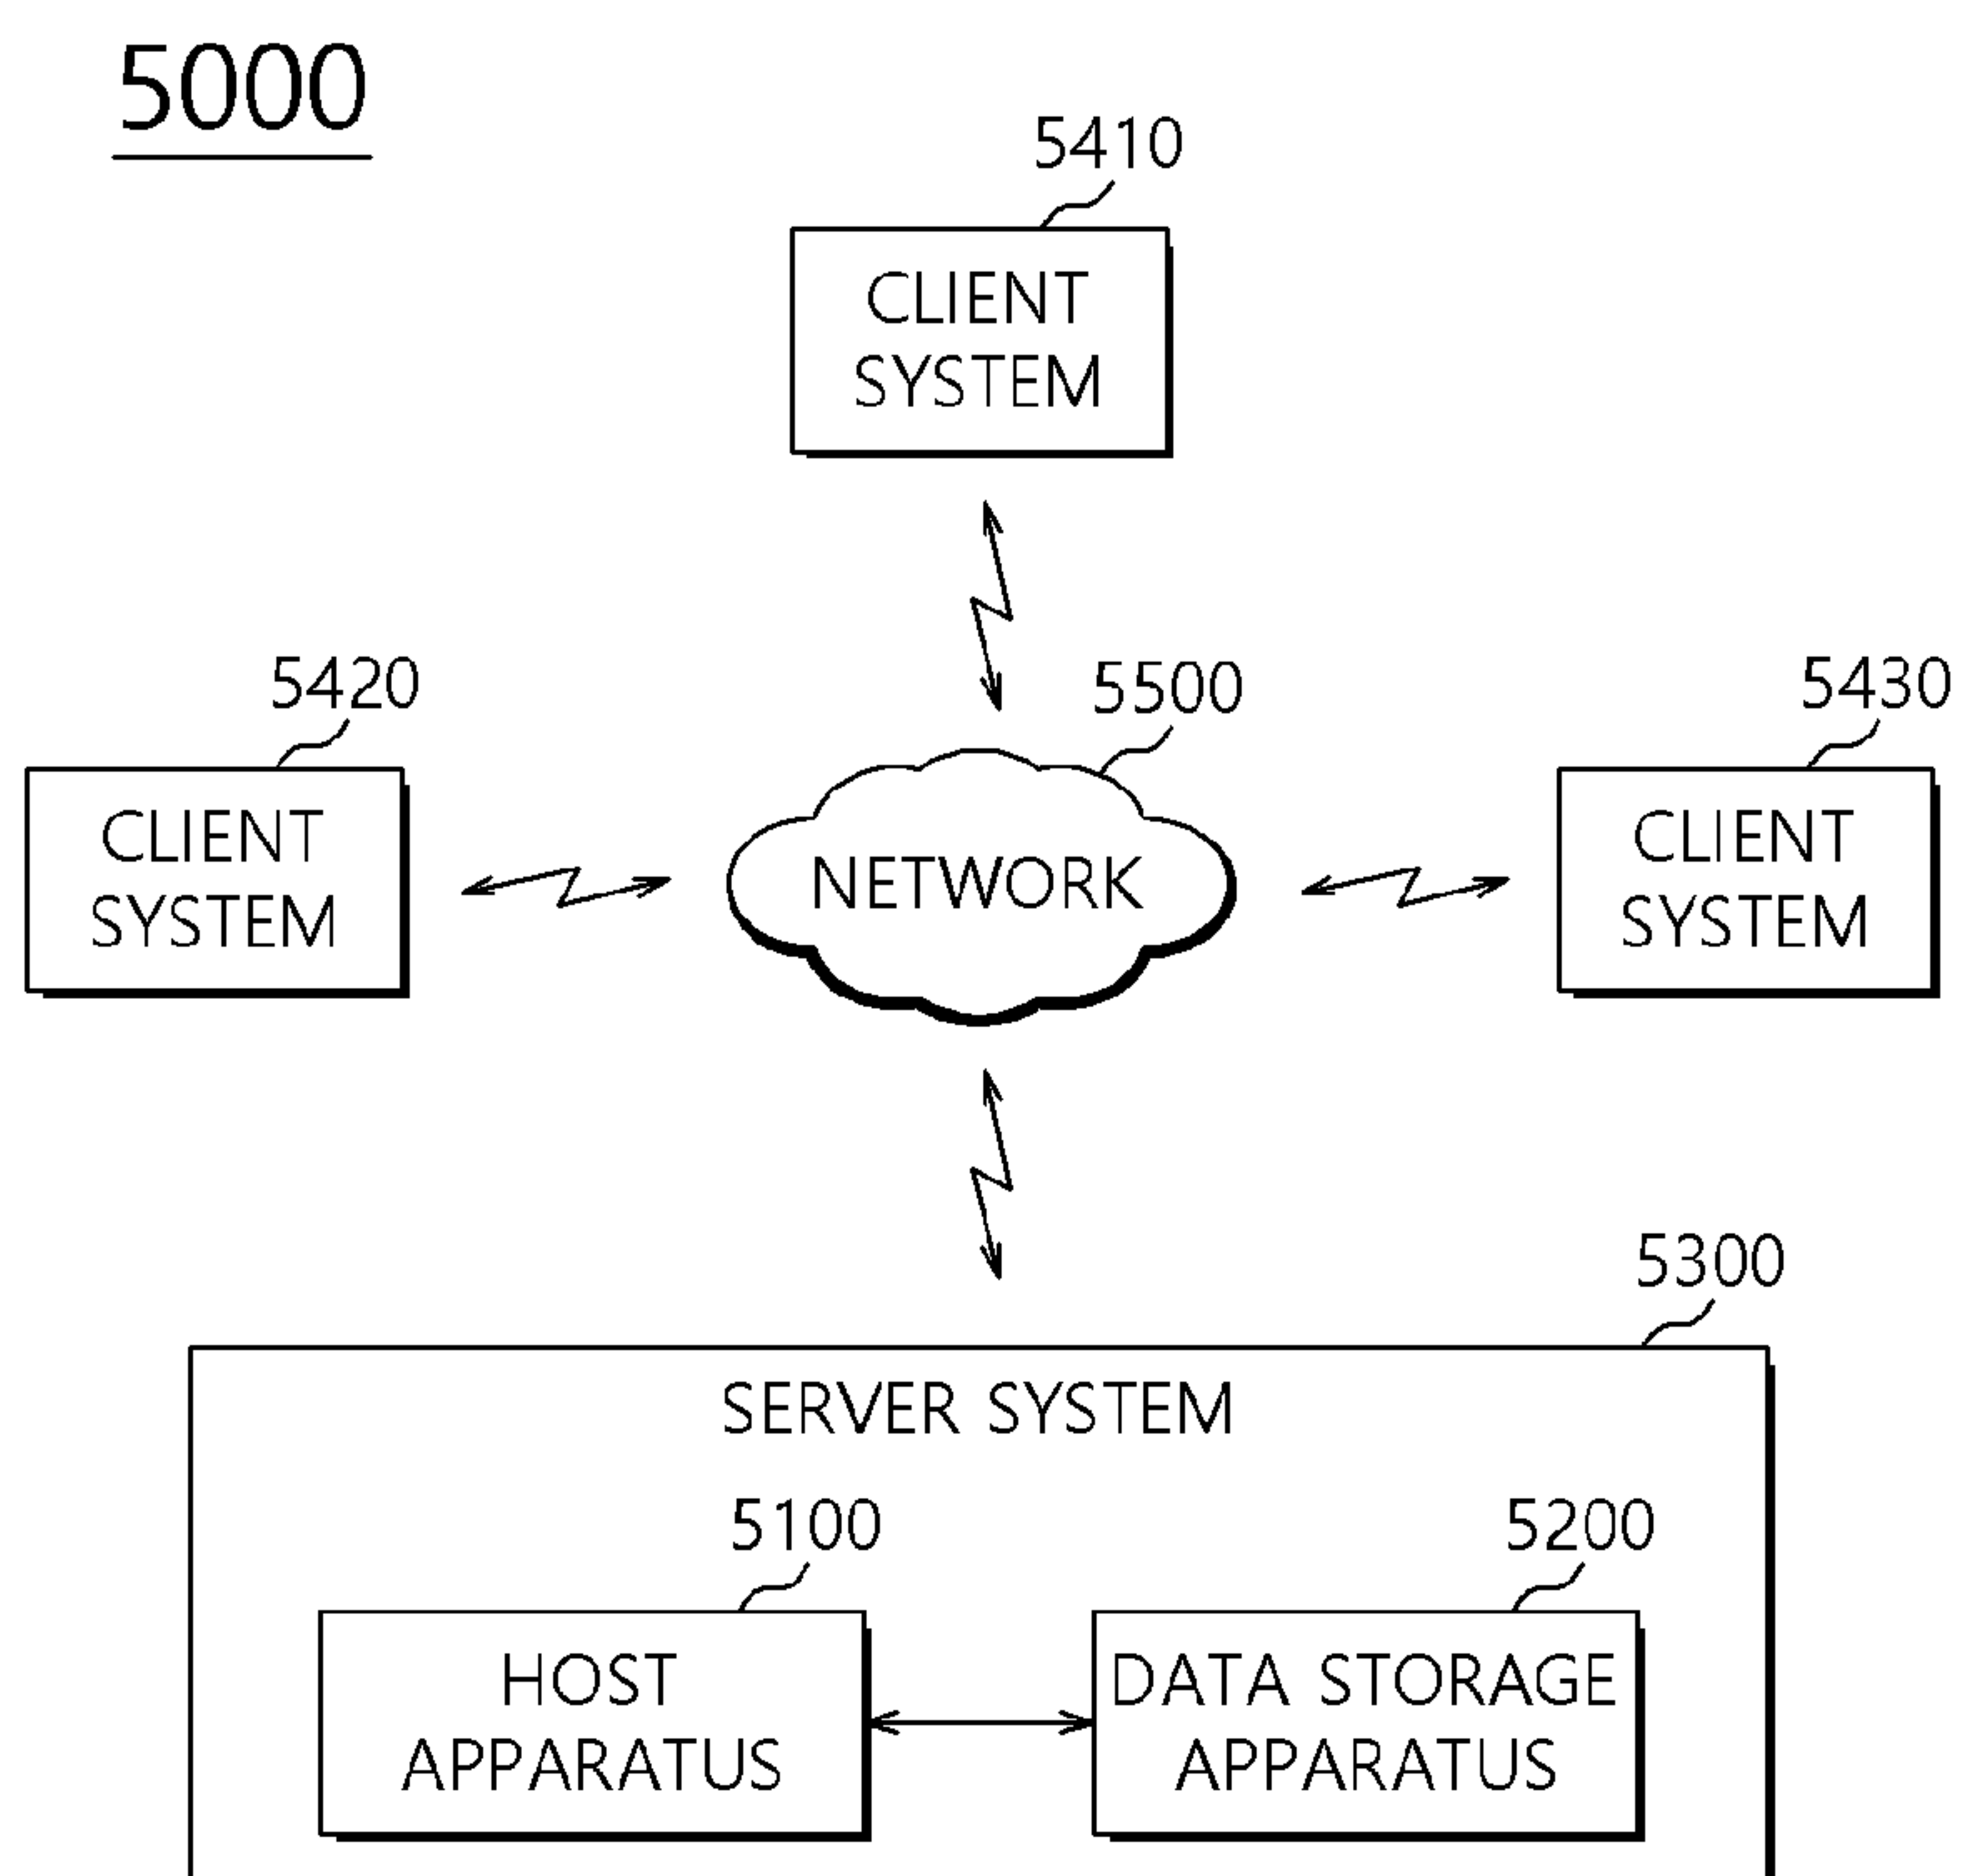 5000
5410
CLIENT
SYSTEM
5420
5500
5430
CLIENT
SYSTEM
NETWORK
CLIENT
SYSTEM
5300
SERVER SYSTEM
5100
5200
HOST
APPARATUS
DATA STORAGE
APPARATUS